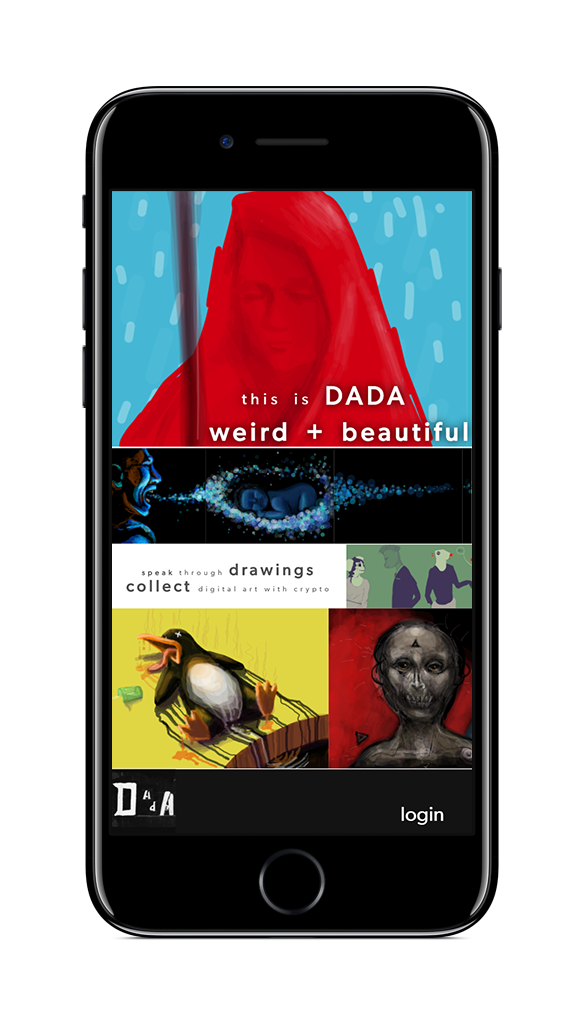 this is DADA
weird + beautiful
speak through drawings
collect digital art with crypto
DAdA
login